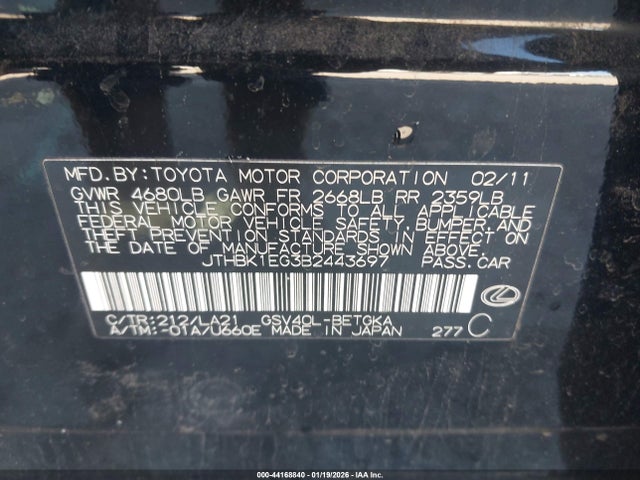 MFD.BY:TOYOTA MOTOR CORPORATION 02/11
GVWR 4680LB GAWR FR 2668LB RR 2359LB
THIS VEHICLE CONFORMS TO ALL APPLICABLE
FEDERAL MOTOR VEHICLE SAFETY,BUMPER, AND
THEFT PREVENTION STANDARDS IN EFFECT ON
THE DATE OF MANUFACTURE SHOWN ABOVE.
JTHBK1EG3B2443697 PASS.CAR
C/TR:212/LA21 GSV40L-BETGKA
A/TM:-01A/U660E MADE IN JAPAN 277 C
000-44168840 - 01/19/2026 - IAA Inc.